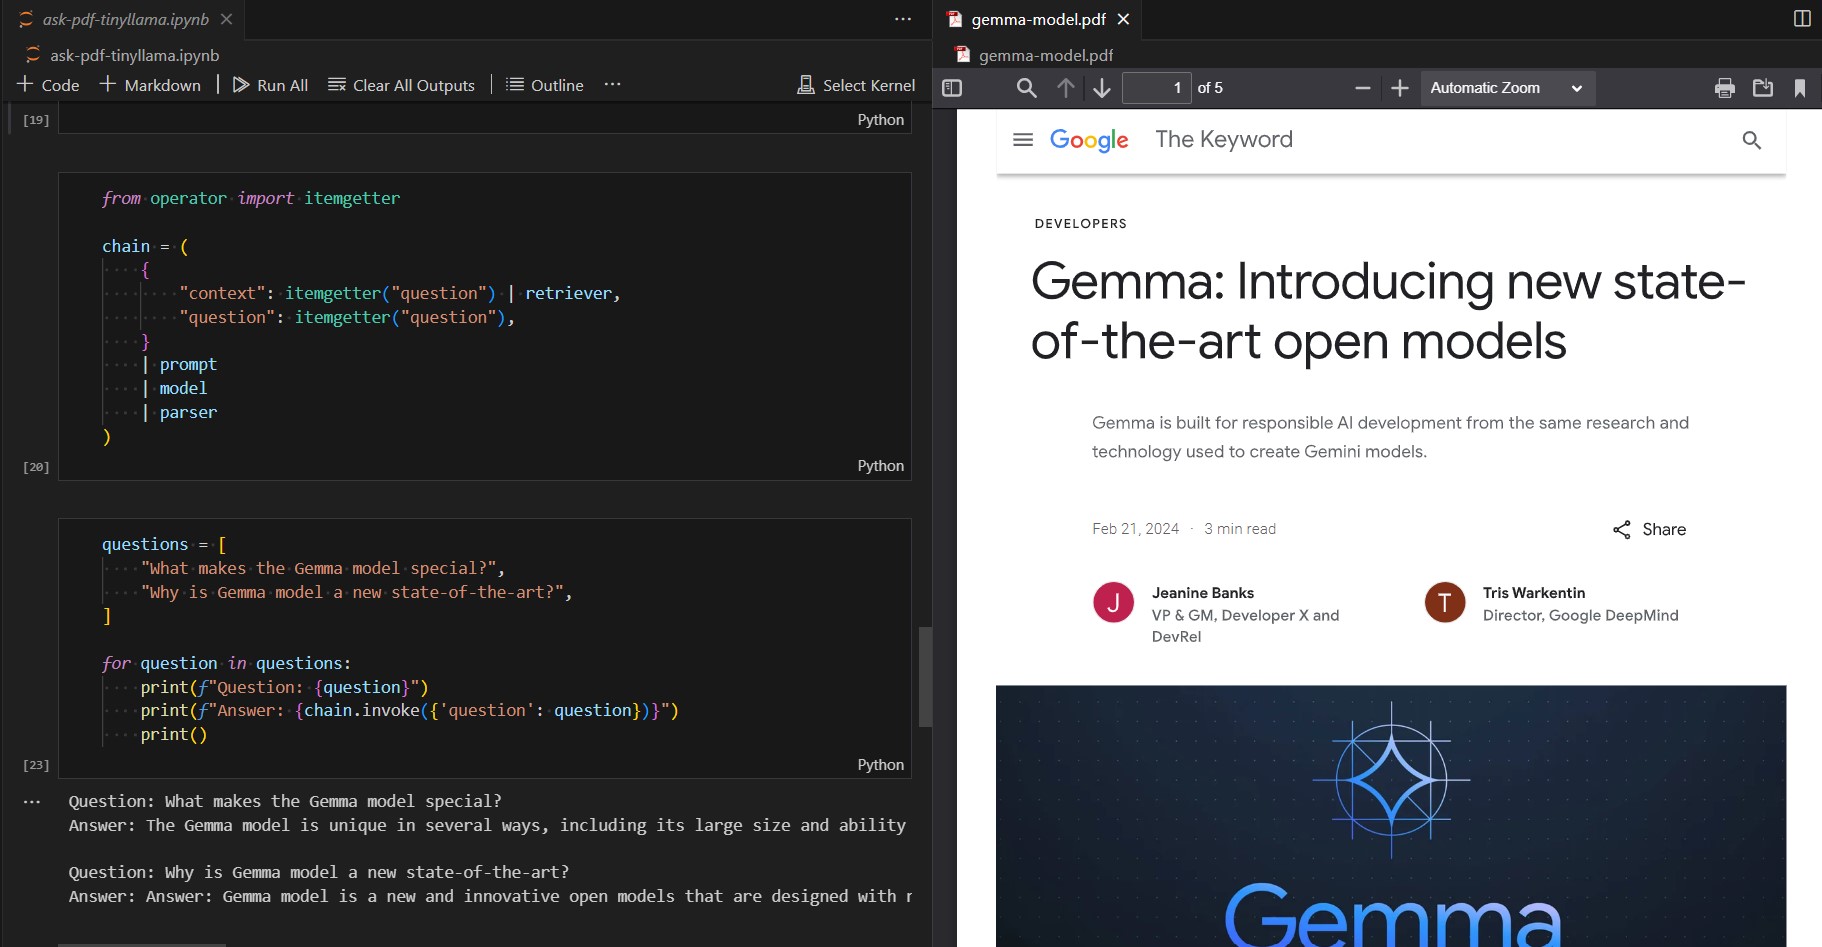 ask-pdf-tinyllama.ipynb
ask-pdf-tinyllama.ipynb
Code Markdown Run All Clear All Outputs Outline ... Select Kernel
[19]
Python
from operator import itemgetter
chain = (
{
"context": itemgetter("question") | retriever,
"question": itemgetter("question"),
}
| prompt
| model
| parser
)
[20]
Python
questions = [
"What makes the Gemma model special?",
"Why is Gemma model a new state-of-the-art?",
]
for question in questions:
print(f"Question: {question}")
print(f"Answer: {chain.invoke({'question': question})}")
print()
[23]
Python
Question: What makes the Gemma model special?
Answer: The Gemma model is unique in several ways, including its large size and ability
Question: Why is Gemma model a new state-of-the-art?
Answer: Answer: Gemma model is a new and innovative open models that are designed with r
gemma-model.pdf
gemma-model.pdf
1 of 5 Automatic Zoom
Google The Keyword
DEVELOPERS
Gemma: Introducing new state-
of-the-art open models
Gemma is built for responsible AI development from the same research and
technology used to create Gemini models.
Feb 21, 2024 · 3 min read
Share
J
Jeanine Banks
VP & GM, Developer X and
DevRel
T
Tris Warkentin
Director, Google DeepMind
Gemma